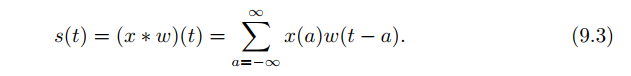 s(t) = (x ∗ w)(t) = ∑_{a=−∞}^{∞} x(a)w(t − a). (9.3)